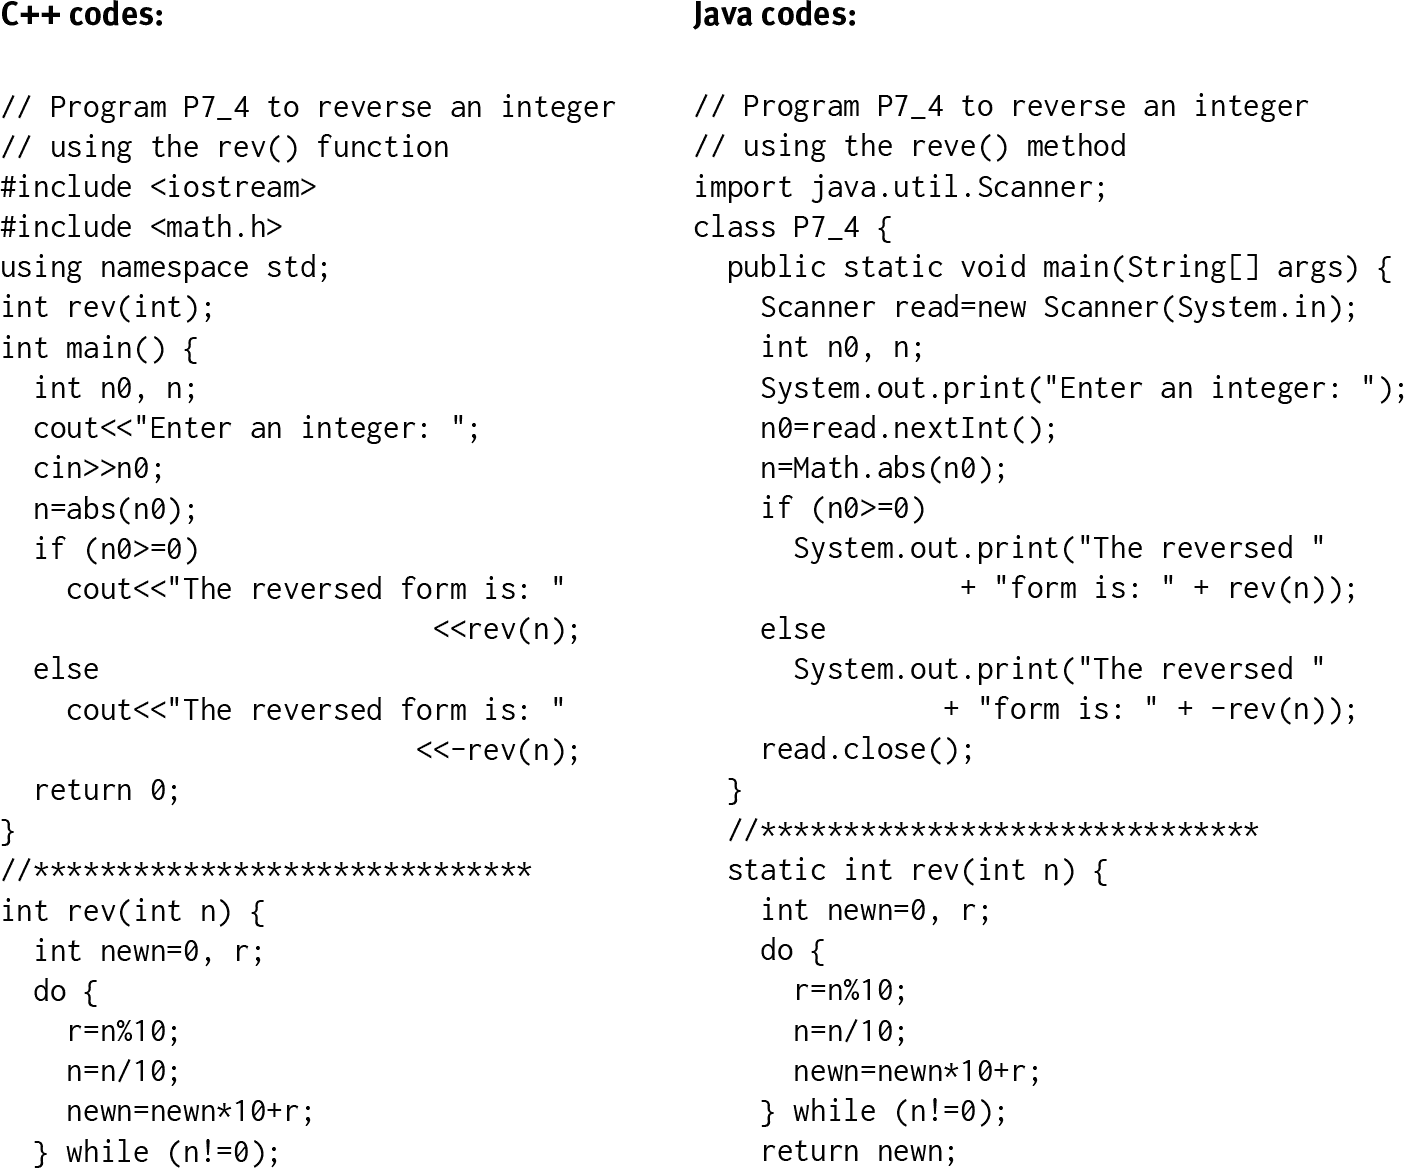 C++ codes:
// Program P7_4 to reverse an integer
// using the rev() function
#include <iostream>
#include <math.h>
using namespace std;
int rev(int);
int main() {
  int n0, n;
  cout<<"Enter an integer: ";
  cin>>n0;
  n=abs(n0);
  if (n0>=0)
    cout<<"The reversed form is: "
                          <<rev(n);
  else
    cout<<"The reversed form is: "
                         <<-rev(n);
  return 0;
}
//******************************
int rev(int n) {
  int newn=0, r;
  do {
    r=n%10;
    n=n/10;
    newn=newn*10+r;
  } while (n!=0);
Java codes:
// Program P7_4 to reverse an integer
// using the reve() method
import java.util.Scanner;
class P7_4 {
  public static void main(String[] args) {
    Scanner read=new Scanner(System.in);
    int n0, n;
    System.out.print("Enter an integer: ");
    n0=read.nextInt();
    n=Math.abs(n0);
    if (n0>=0)
      System.out.print("The reversed "
                + "form is: " + rev(n));
    else
      System.out.print("The reversed "
               + "form is: " + -rev(n));
    read.close();
  }
  //******************************
  static int rev(int n) {
    int newn=0, r;
    do {
      r=n%10;
      n=n/10;
      newn=newn*10+r;
    } while (n!=0);
    return newn;